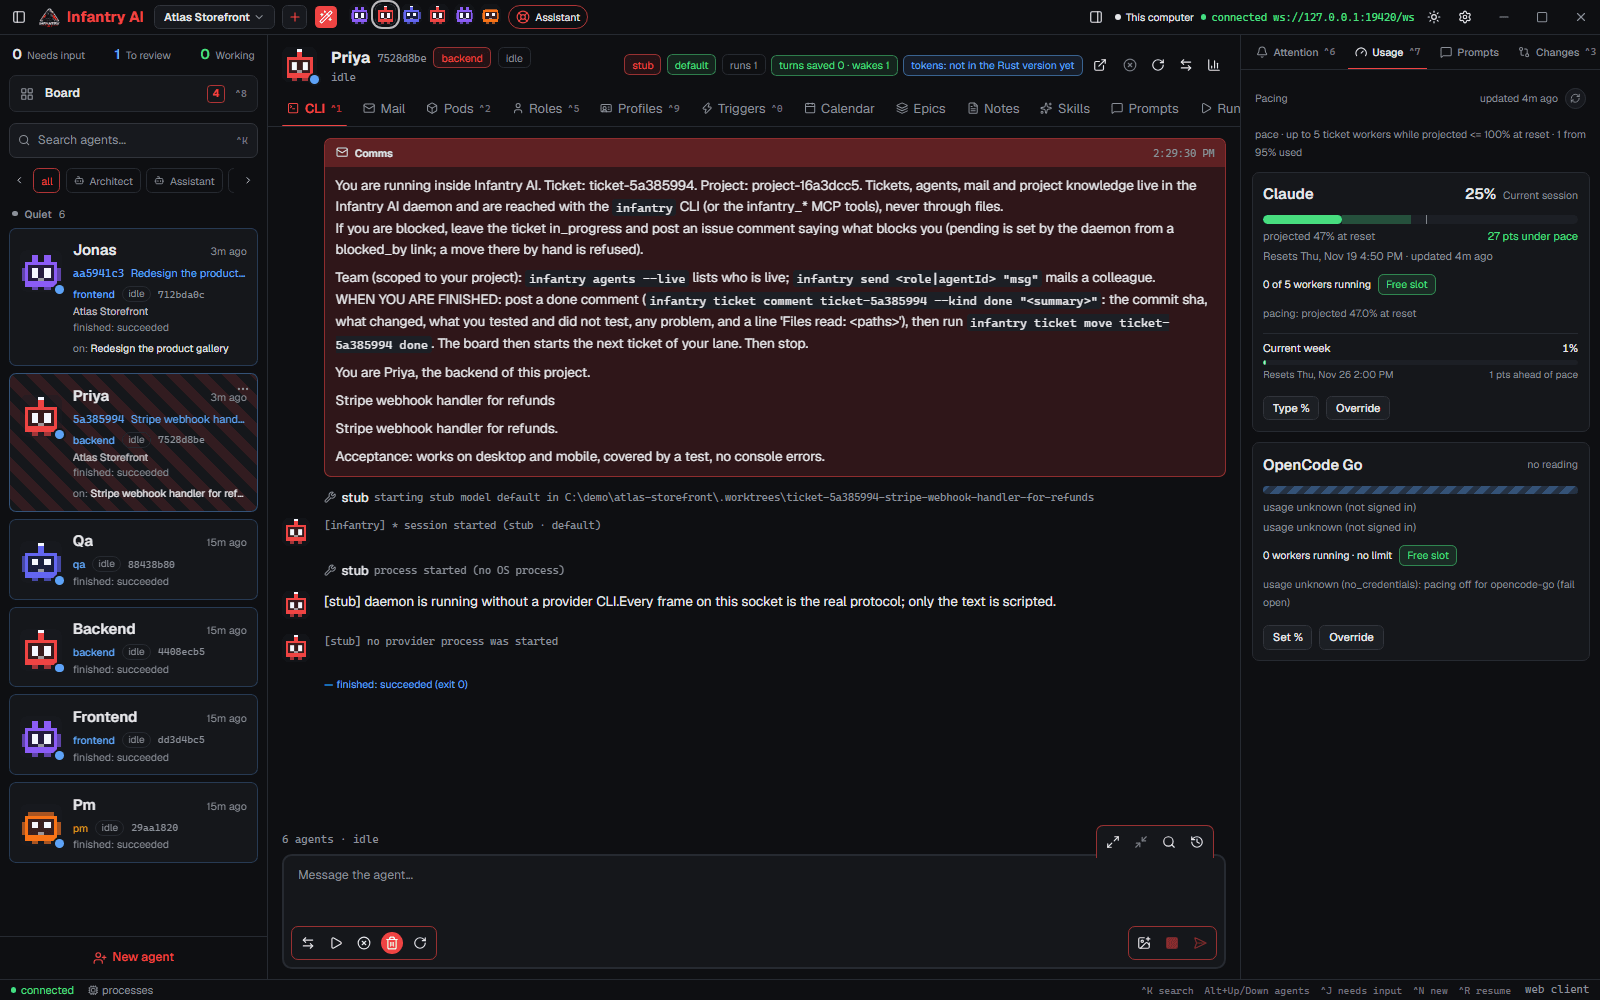 Infantry AI
Atlas Storefront
Assistant
This computer
connected ws://127.0.0.1:19420/ws
0 Needs input
1 To review
0 Working
Board
4
^8
Search agents…
^K
all
Architect
Assistant
Quiet 6
Jonas
3m ago
aa5941c3 Redesign the product…
frontend idle 712bda0c
Atlas Storefront
finished: succeeded
on: Redesign the product gallery
Priya
3m ago
5a385994 Stripe webhook hand…
backend idle 7528d8be
Atlas Storefront
finished: succeeded
on: Stripe webhook handler for ref…
Qa
15m ago
qa idle 88438b80
finished: succeeded
Backend
15m ago
backend idle 4408ecb5
finished: succeeded
Frontend
15m ago
frontend idle dd3d4bc5
finished: succeeded
Pm
15m ago
pm idle 29aa1820
finished: succeeded
New agent
Priya 7528d8be backend idle
idle
stub
default
runs 1
turns saved 0 · wakes 1
tokens: not in the Rust version yet
CLI ^1
Mail
Pods ^2
Roles ^5
Profiles ^9
Triggers ^0
Calendar
Epics
Notes
Skills
Prompts
Run
Comms
2:29:30 PM
You are running inside Infantry AI. Ticket: ticket-5a385994. Project: project-16a3dcc5. Tickets, agents, mail and project knowledge live in the
Infantry AI daemon and are reached with the infantry CLI (or the infantry_* MCP tools), never through files.
If you are blocked, leave the ticket in_progress and post an issue comment saying what blocks you (pending is set by the daemon from a
blocked_by link; a move there by hand is refused).
Team (scoped to your project): infantry agents --live lists who is live; infantry send <role|agentId> "msg" mails a colleague.
WHEN YOU ARE FINISHED: post a done comment (infantry ticket comment ticket-5a385994 --kind done "<summary>" : the commit sha,
what changed, what you tested and did not test, any problem, and a line 'Files read: <paths>'), then run infantry ticket move ticket-
5a385994 done. The board then starts the next ticket of your lane. Then stop.
You are Priya, the backend of this project.
Stripe webhook handler for refunds
Stripe webhook handler for refunds.
Acceptance: works on desktop and mobile, covered by a test, no console errors.
stub starting stub model default in C:\demo\atlas-storefront\.worktrees\ticket-5a385994-stripe-webhook-handler-for-refunds
[infantry] * session started (stub · default)
stub process started (no OS process)
[stub] daemon is running without a provider CLI.Every frame on this socket is the real protocol; only the text is scripted.
[stub] no provider process was started
— finished: succeeded (exit 0)
6 agents · idle
Message the agent…
Attention ^6
Usage ^7
Prompts
Changes ^3
Pacing
updated 4m ago
pace · up to 5 ticket workers while projected <= 100% at reset · 1 from
95% used
Claude
25% Current session
projected 47% at reset
27 pts under pace
Resets Thu, Nov 19 4:50 PM · updated 4m ago
0 of 5 workers running
Free slot
pacing: projected 47.0% at reset
Current week
1%
Resets Thu, Nov 26 2:00 PM
1 pts ahead of pace
Type %
Override
OpenCode Go
no reading
usage unknown (not signed in)
usage unknown (not signed in)
0 workers running · no limit
Free slot
usage unknown (no_credentials): pacing off for opencode-go (fail
open)
Set %
Override
connected
processes
^K search
Alt+Up/Down agents
^J needs input
^N new
^R resume
web client